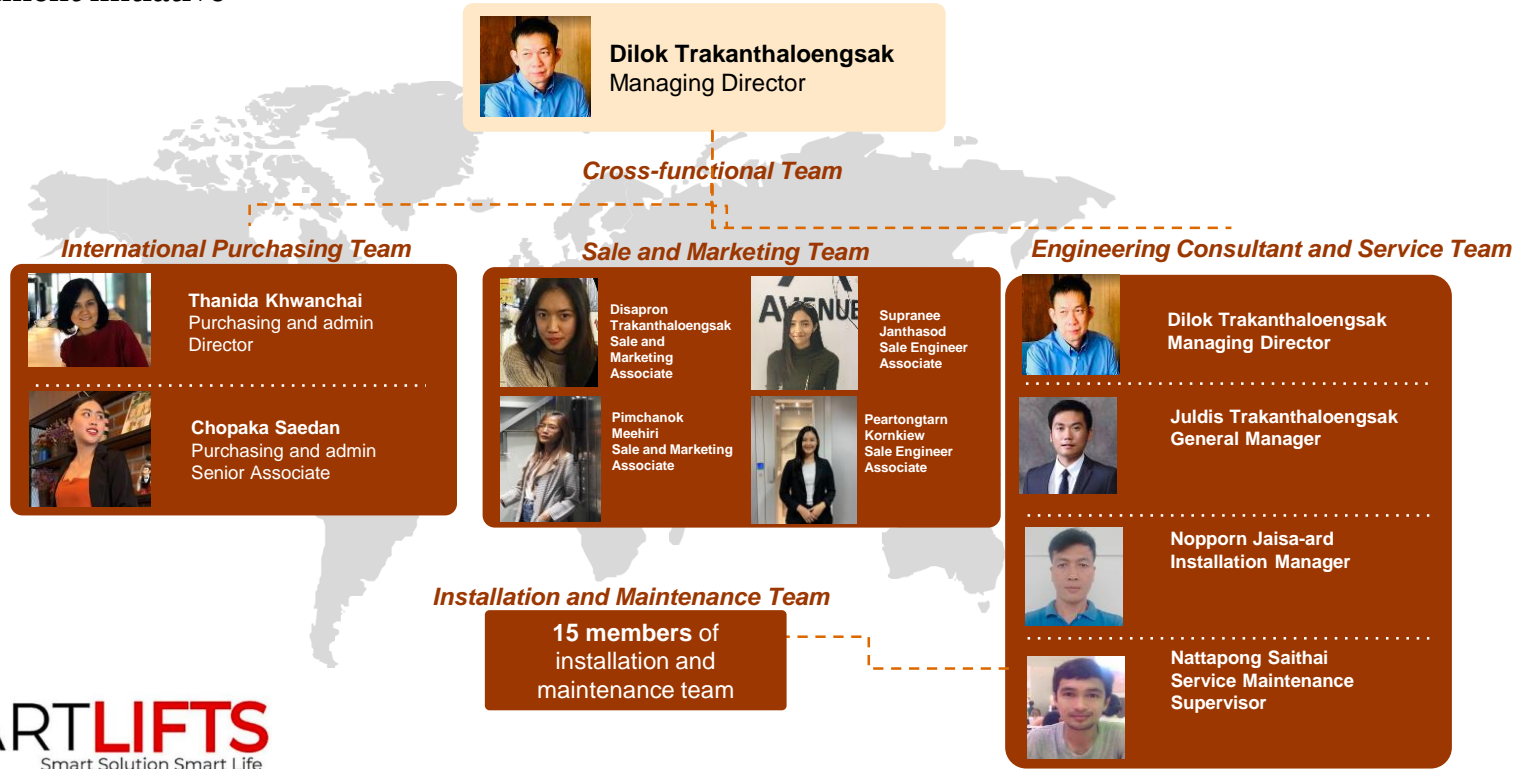 Dilok Trakanthaloengsak
Managing Director
Cross-functional Team
International Purchasing Team
Thanida Khwanchai
Purchasing and admin
Director
Chopaka Saedan
Purchasing and admin
Senior Associate
Sale and Marketing Team
Disapron
Trakanthaloengsak
Sale and
Marketing
Associate
AVENUE
Supranee
Janthasod
Sale Engineer
Associate
Pimchanok
Meehiri
Sale and Marketing
Associate
Peartongtarn
Kornkiew
Sale Engineer
Associate
Engineering Consultant and Service Team
Dilok Trakanthaloengsak
Managing Director
Juldis Trakanthaloengsak
General Manager
Nopporn Jaisa-ard
Installation Manager
Nattapong Saithai
Service Maintenance
Supervisor
Installation and Maintenance Team
15 members of
installation and
maintenance team
ARTLIFTS
Smart Solution Smart Life